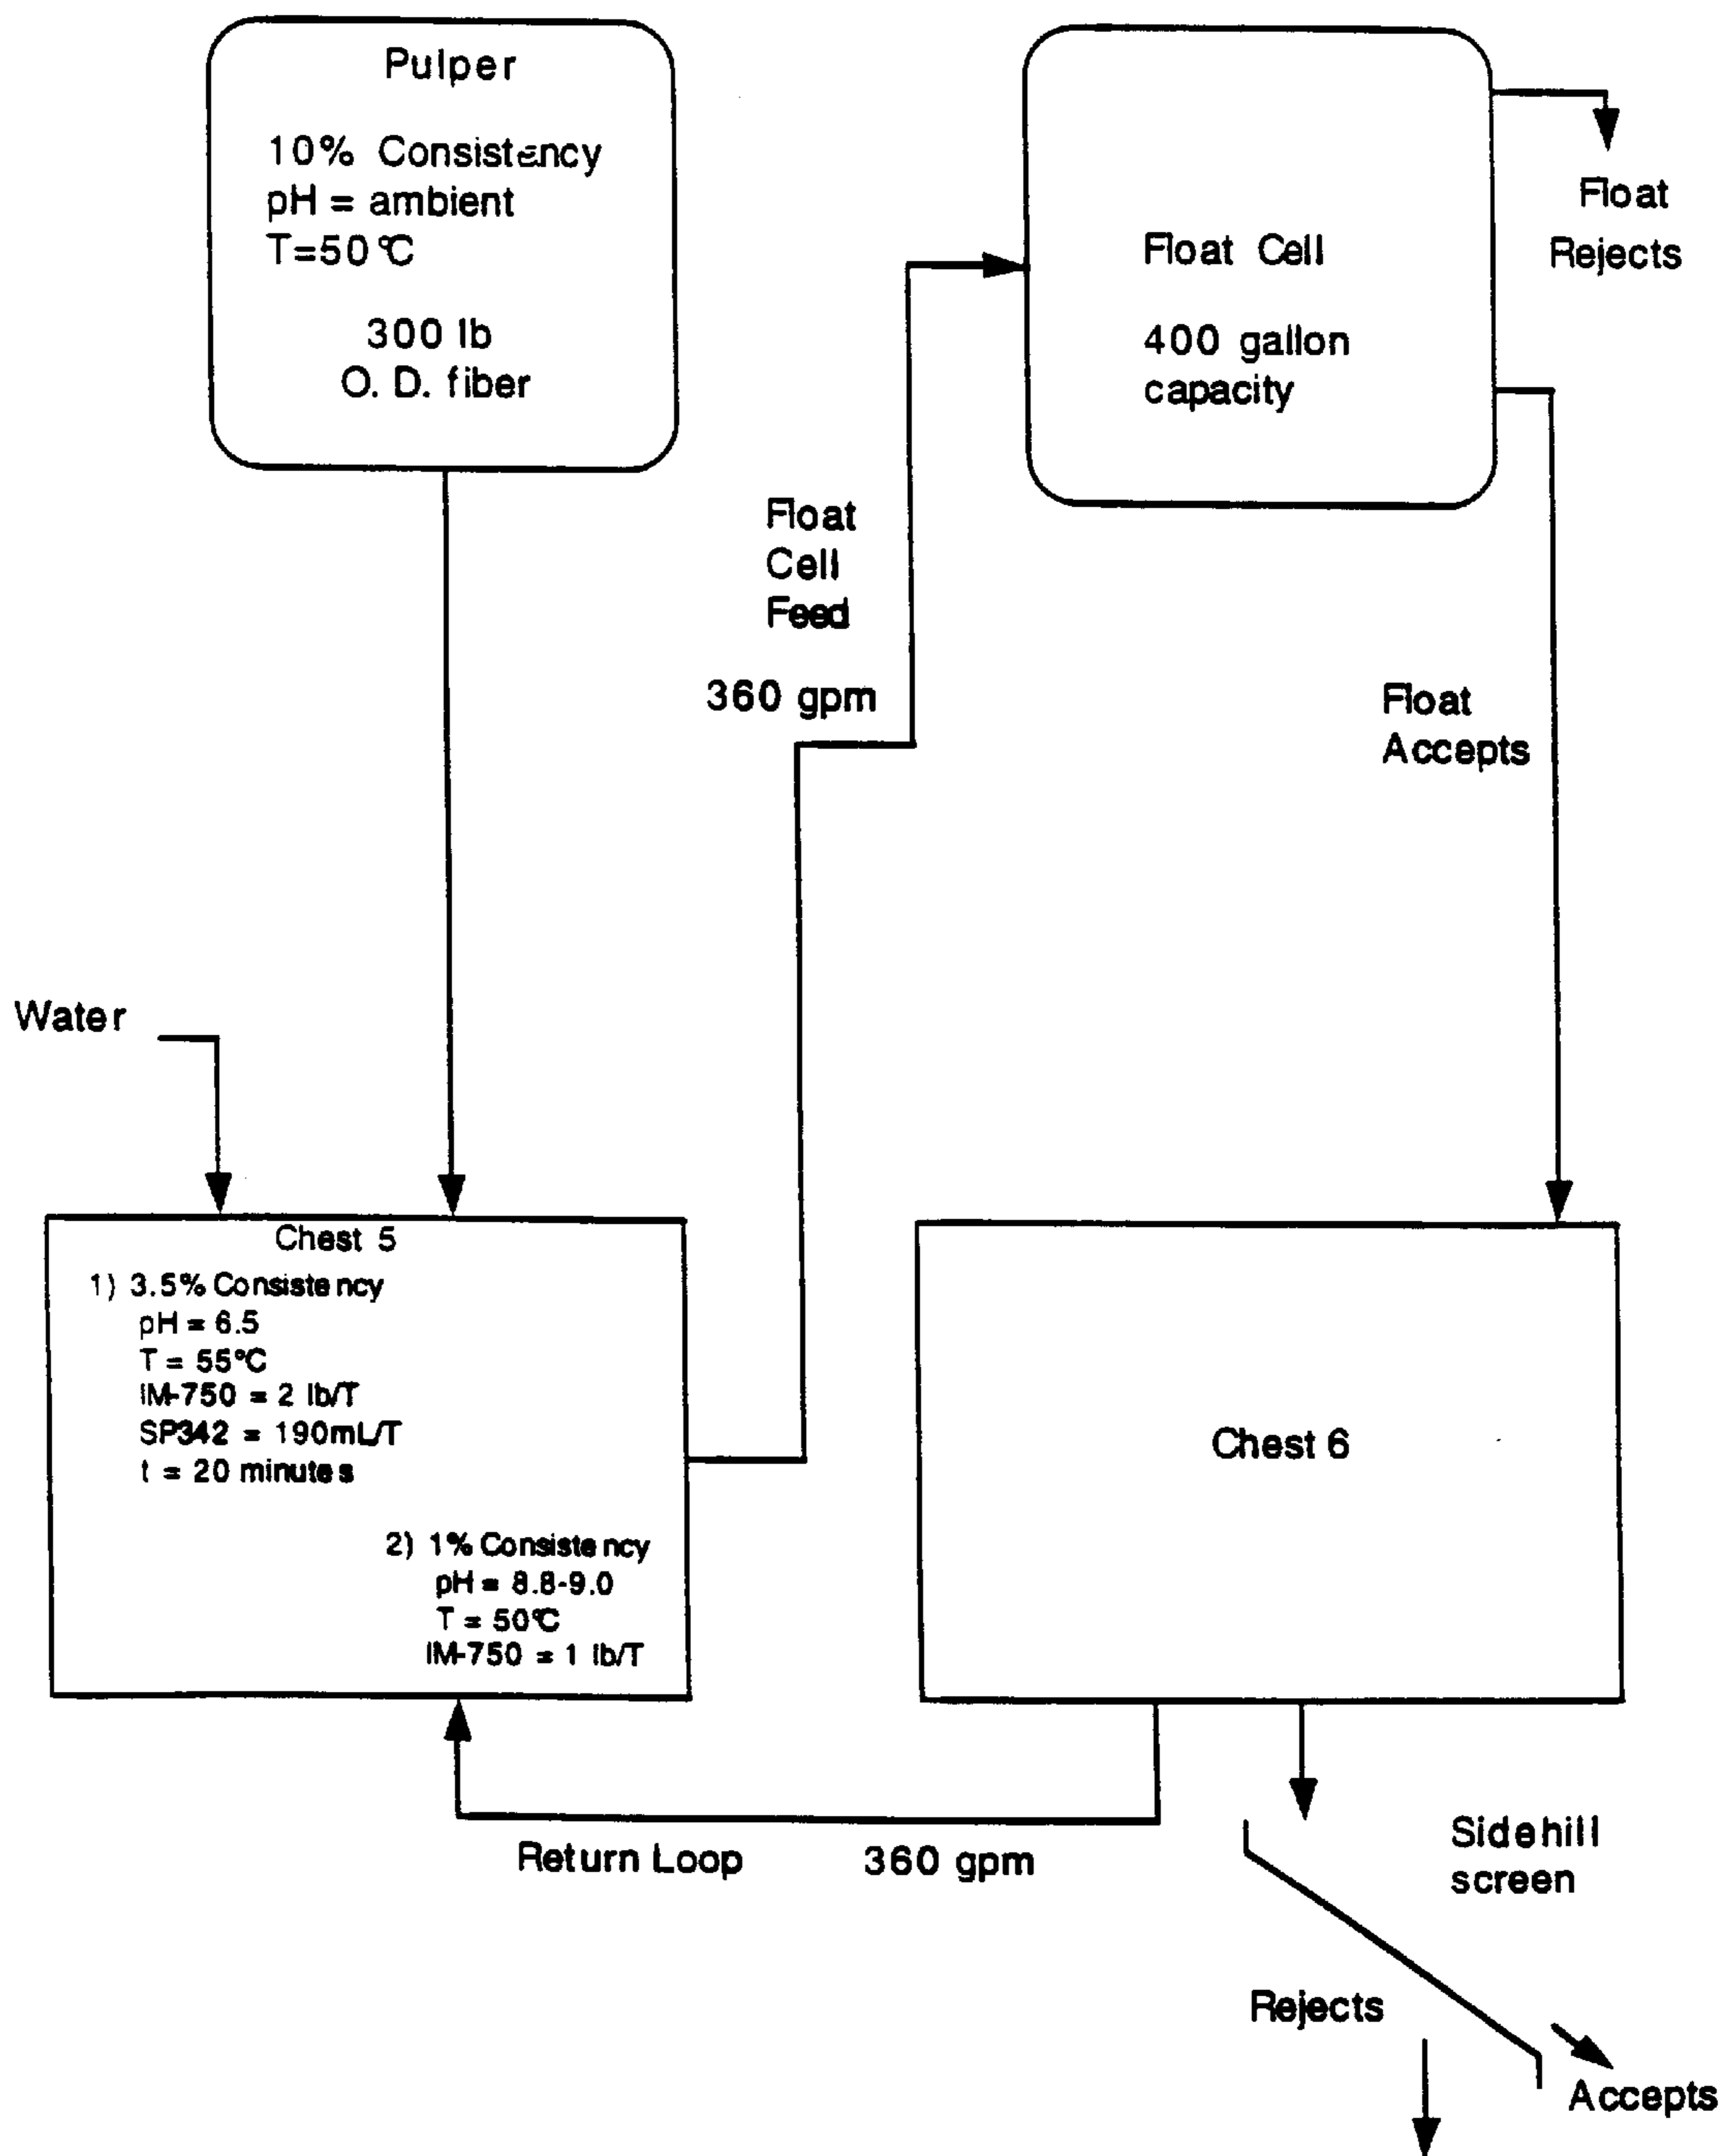 Pulper
10% Consistency
pH = ambient
T=50°C
300 lb
O. D. fiber
Float Cell
400 gallon
capacity
Float
Rejects
Float
Cell
Feed
360 gpm
Float
Accepts
Water
Chest 5
1) 3.5% Consistency
pH = 6.5
T = 55°C
IM-750 = 2 lb/T
SP342 = 190mL/T
t = 20 minutes
2) 1% Consistency
pH = 8.8-9.0
T = 50°C
IM-750 = 1 lb/T
Chest 6
Return Loop 360 gpm
Sidehill
screen
Rejects
Accepts